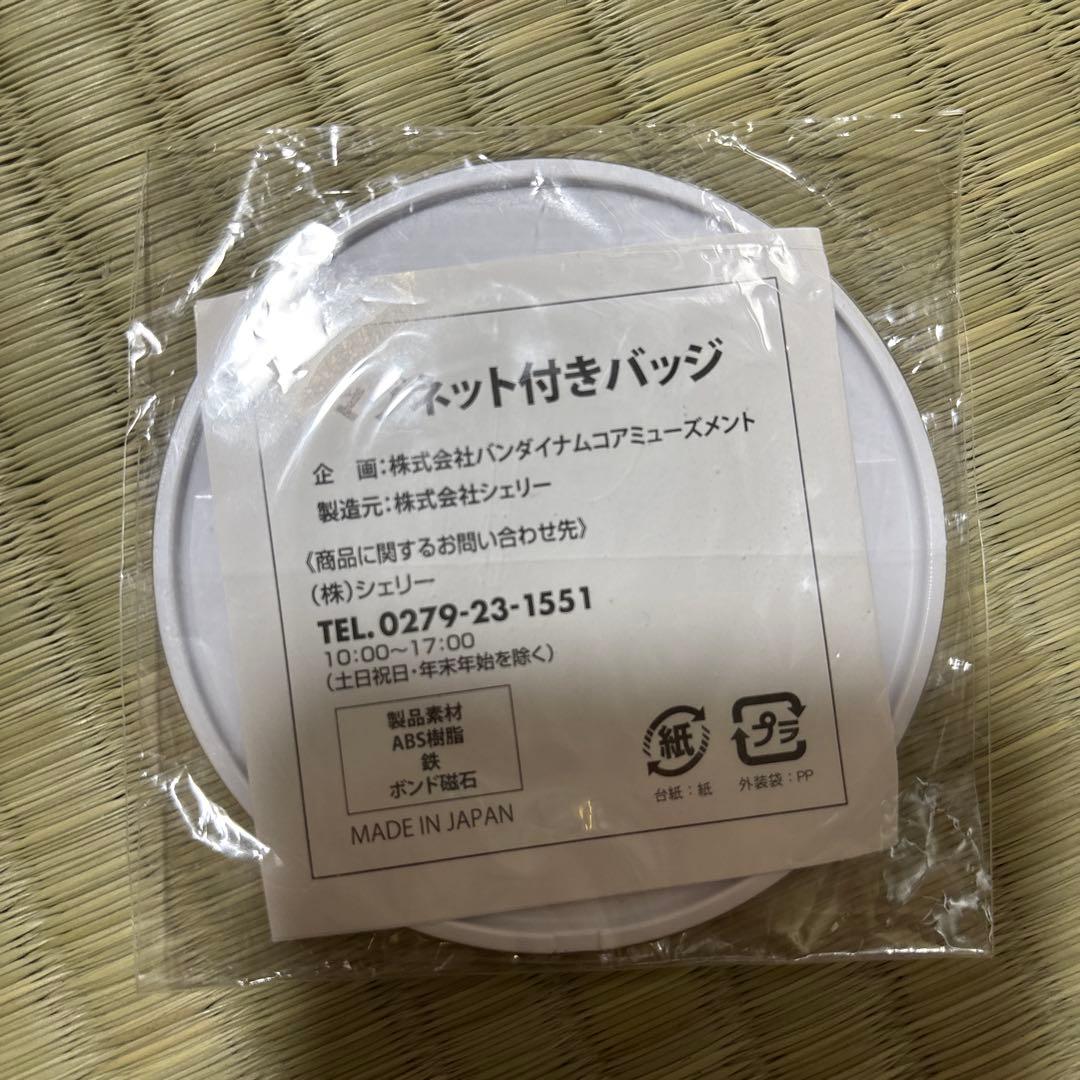 ネット付きバッジ
企　画：株式会社バンダイナムコアミューズメント
製造元：株式会社シェリー
《商品に関するお問い合わせ先》
（株）シェリー
TEL. 0279-23-1551
10：00～17：00
（土日祝日・年末年始を除く）
製品素材
ABS樹脂
鉄
ボンド磁石
MADE IN JAPAN
紙
台紙：紙
プラ
外装袋：PP